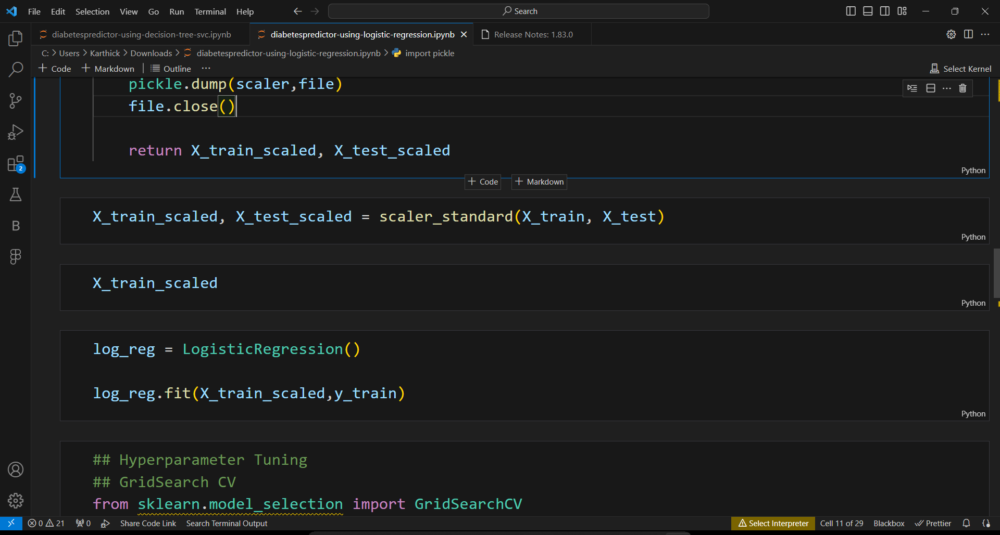 File Edit Selection View Go Run Terminal Help Search
diabetespredictor-using-decision-tree-svc.ipynb diabetespredictor-using-logistic-regression.ipynb Release Notes: 1.83.0
C: > Users > Karthick > Downloads > diabetespredictor-using-logistic-regression.ipynb > import pickle
+ Code + Markdown | Outline ··· Select Kernel
pickle.dump(scaler,file)
file.close()
return X_train_scaled, X_test_scaled
Python
+ Code + Markdown
X_train_scaled, X_test_scaled = scaler_standard(X_train, X_test)
Python
X_train_scaled
Python
log_reg = LogisticRegression()
log_reg.fit(X_train_scaled,y_train)
Python
## Hyperparameter Tuning
## GridSearch CV
from sklearn.model_selection import GridSearchCV
2
B
0 21 0 Share Code Link Search Terminal Output Select Interpreter Cell 11 of 29 Blackbox Prettier